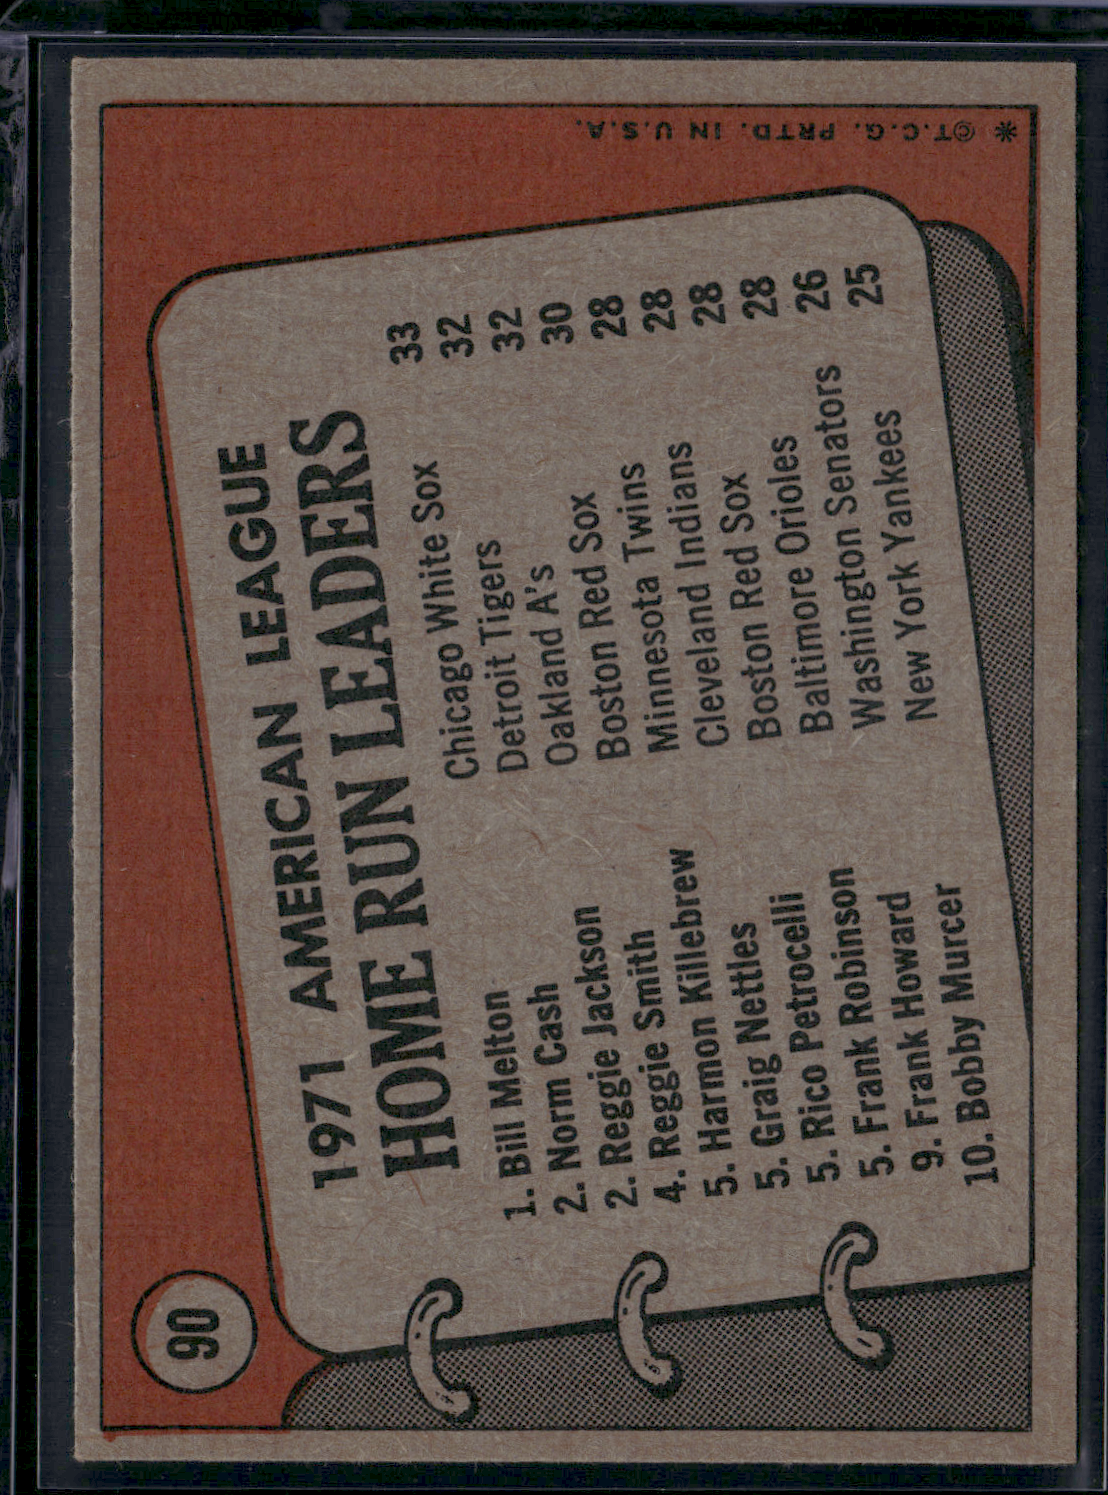 90
1971 AMERICAN LEAGUE
HOME RUN LEADERS
1. Bill Melton Chicago White Sox 33
2. Norm Cash Detroit Tigers 32
2. Reggie Jackson Oakland A's 32
4. Reggie Smith Boston Red Sox 30
5. Harmon Killebrew Minnesota Twins 28
5. Graig Nettles Cleveland Indians 28
5. Rico Petrocelli Boston Red Sox 28
5. Frank Robinson Baltimore Orioles 28
9. Frank Howard Washington Senators 26
10. Bobby Murcer New York Yankees 25
* ©T.C.G. PRTD. IN U.S.A.